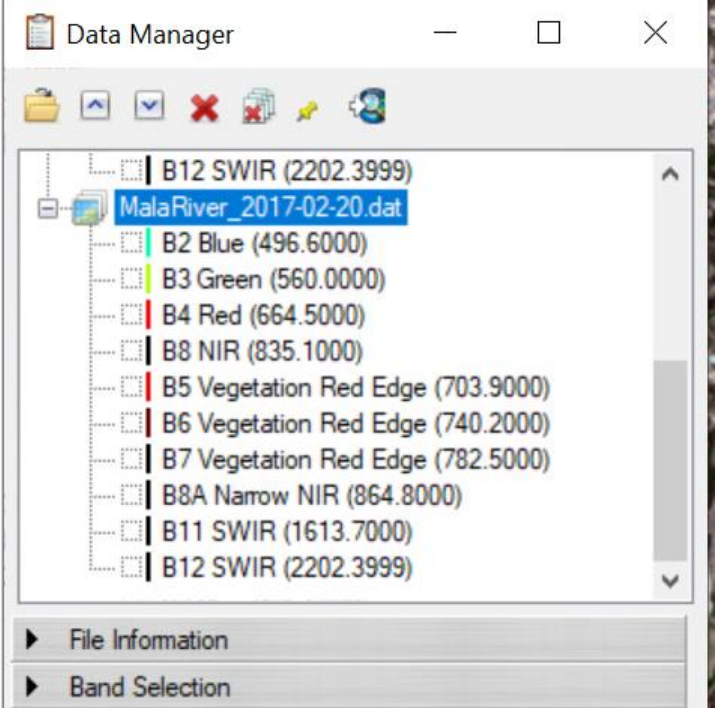 Data Manager
B12 SWIR (2202.3999)
MalaRiver_2017-02-20.dat
B2 Blue (496.6000)
B3 Green (560.0000)
B4 Red (664.5000)
B8 NIR (835.1000)
B5 Vegetation Red Edge (703.9000)
B6 Vegetation Red Edge (740.2000)
B7 Vegetation Red Edge (782.5000)
B8A Narrow NIR (864.8000)
B11 SWIR (1613.7000)
B12 SWIR (2202.3999)
File Information
Band Selection